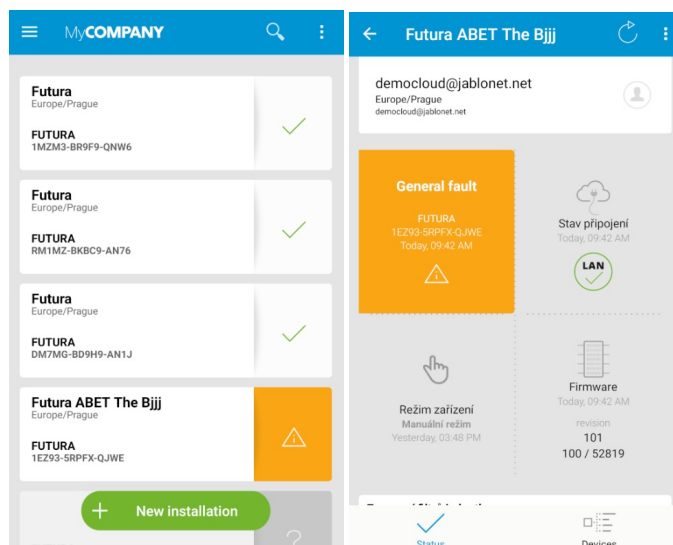 MyCOMPANY
Futura
Europe/Prague
FUTURA
1MZM3-BR9F9-QNW6
Futura
Europe/Prague
FUTURA
RM1MZ-BKBC9-AN76
Futura
Europe/Prague
FUTURA
DM7MG-BD9H9-AN1J
Futura ABET The Bjjj
Europe/Prague
FUTURA
1EZ93-5RPFX-QJWE
+ New installation
?
Futura ABET The Bjjj
democloud@jablonet.net
Europe/Prague
democloud@jablonet.net
General fault
FUTURA
1EZ93-5RPFX-QJWE
Today, 09:42 AM
Stav připojení
Today, 09:42 AM
LAN
Režim zařízení
Manuální režim
Yesterday, 03:48 PM
Firmware
Today, 09:42 AM
revision
101
100 / 52819
Status
Devices